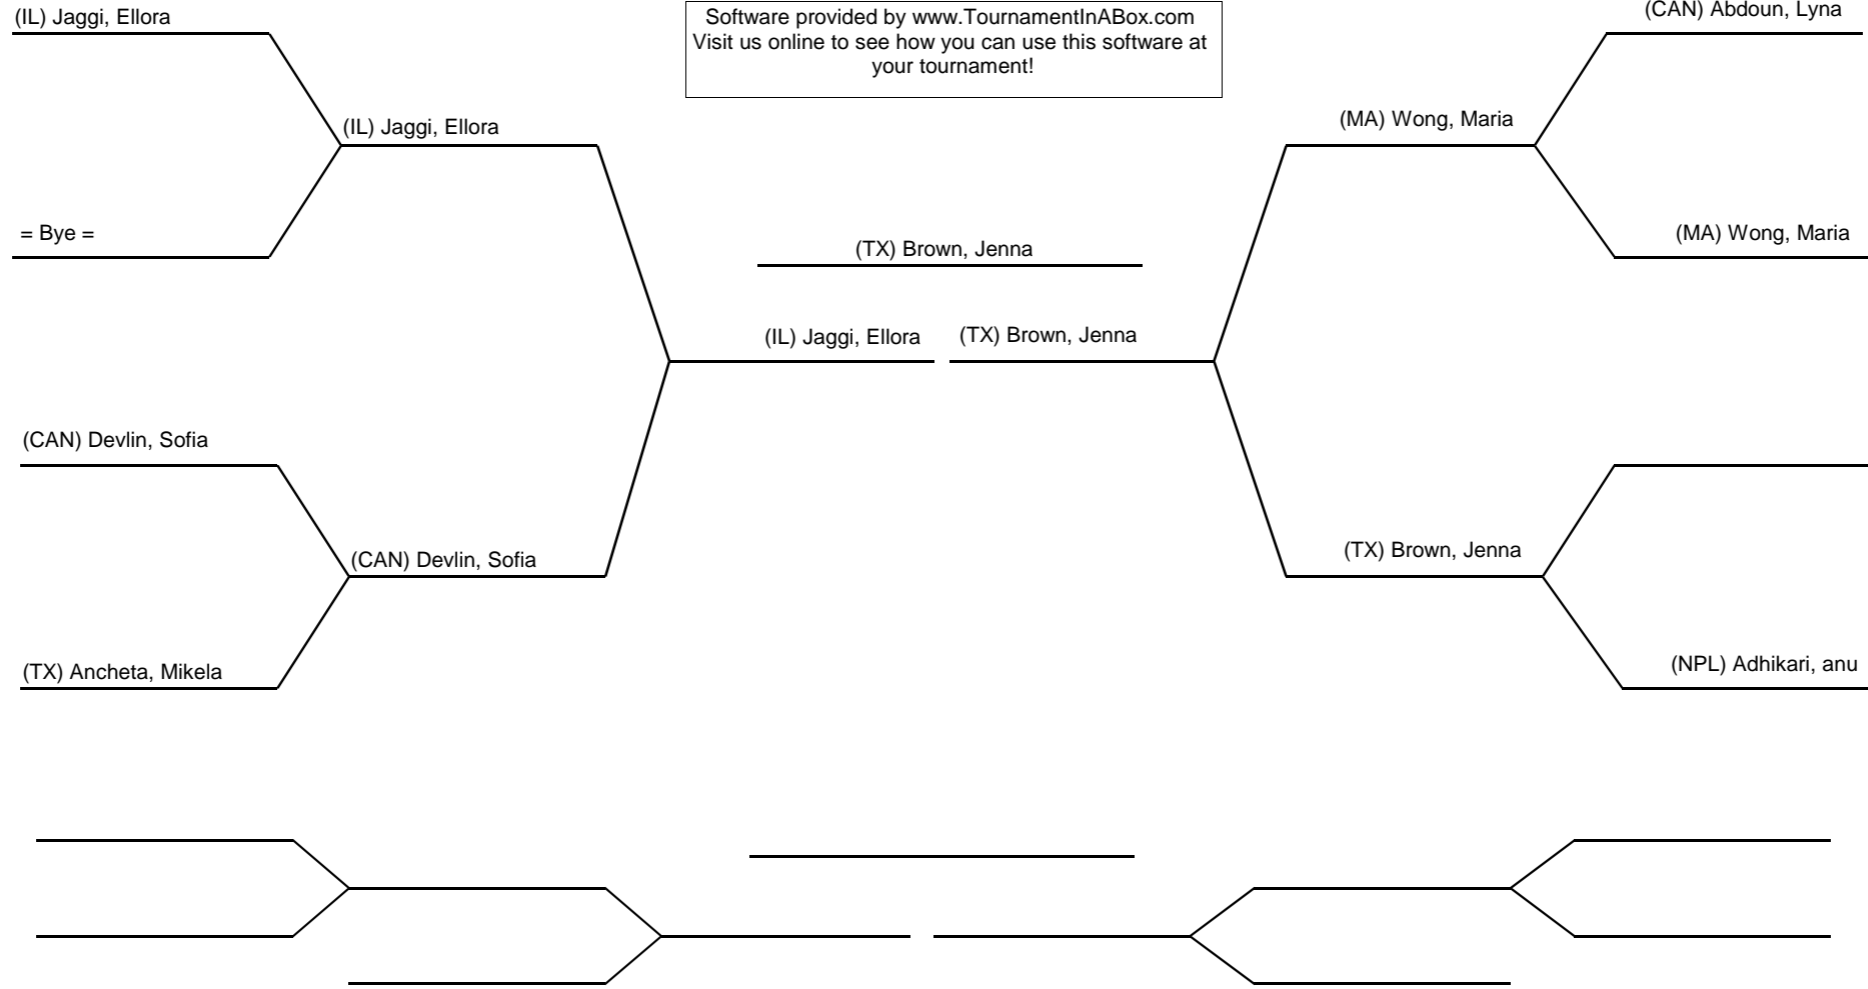 (IL) Jaggi, Ellora
Software provided by www.TournamentInABox.com
Visit us online to see how you can use this software at
your tournament!
(CAN) Abdoun, Lyna
(IL) Jaggi, Ellora
(MA) Wong, Maria
= Bye =
(TX) Brown, Jenna
(MA) Wong, Maria
(IL) Jaggi, Ellora
(TX) Brown, Jenna
(CAN) Devlin, Sofia
(CAN) Devlin, Sofia
(TX) Brown, Jenna
(TX) Ancheta, Mikela
(NPL) Adhikari, anu